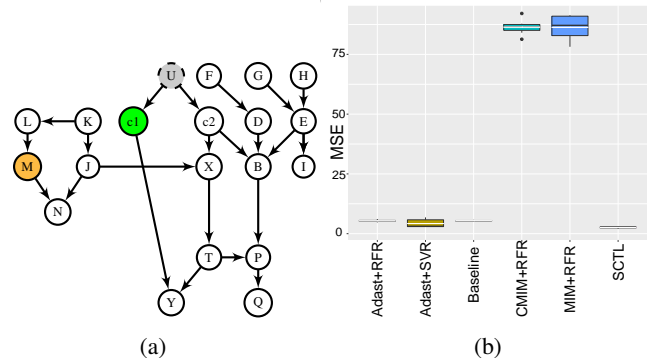 U F G H
L K c1 c2 D E
M J X B I
N
T P
Y Q
(a)
MSE
75
50
25
0
Adast+RFR
Adast+SVR
Baseline
CMIM+RFR
MIM+RFR
SCTL
(b)